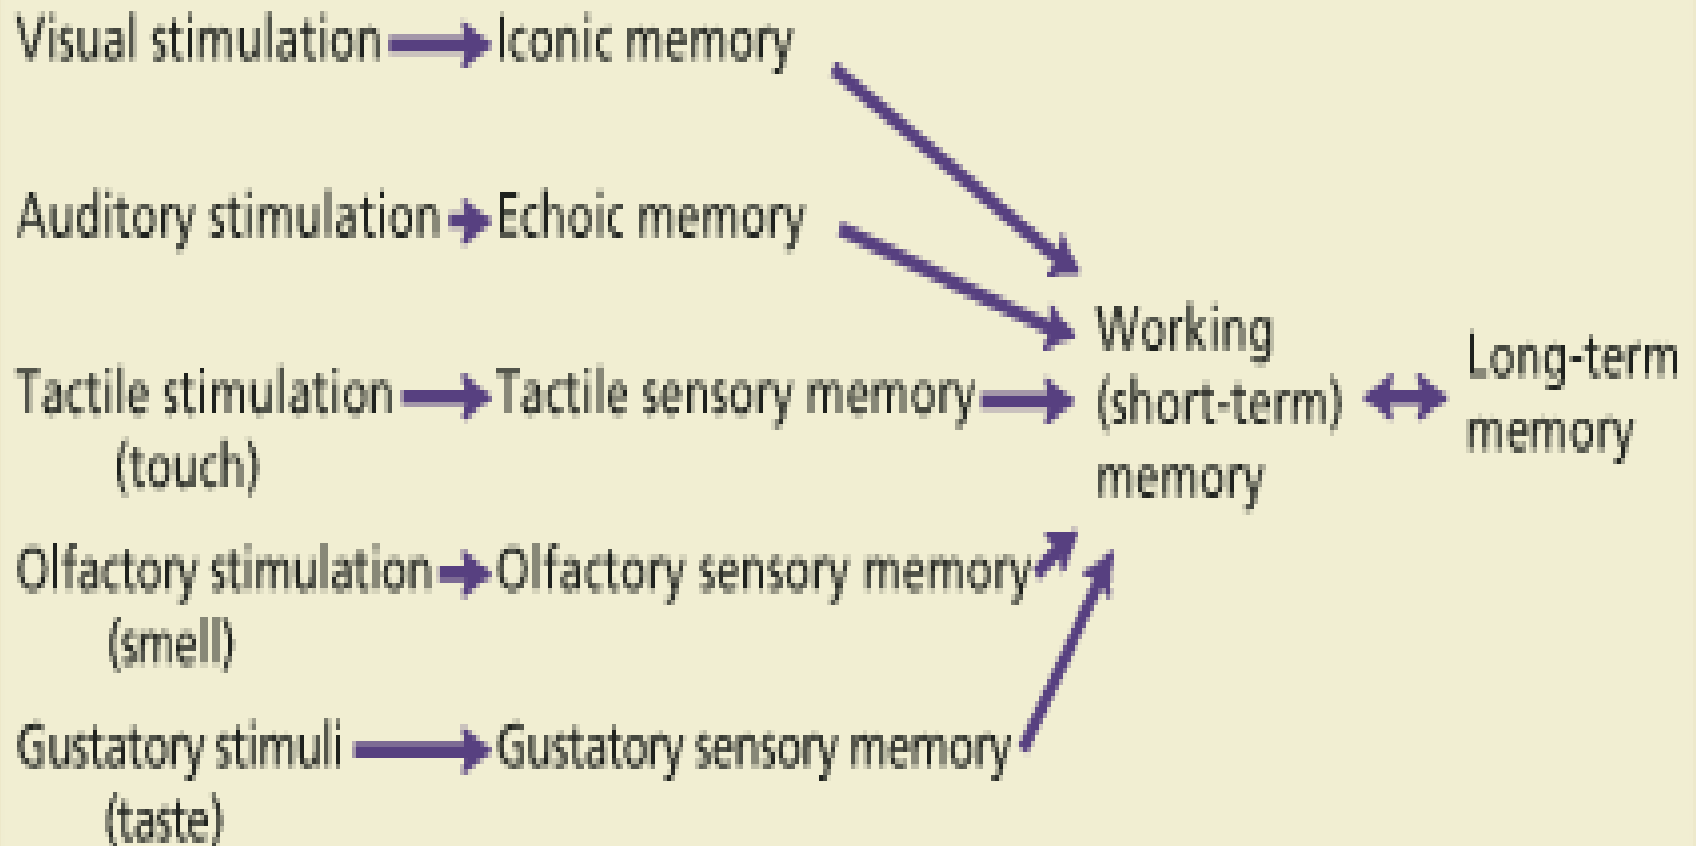 Visual stimulation Iconic memory
Auditory stimulation Echoic memory
Tactile stimulation Tactile sensory memory
(touch)
Olfactory stimulation Olfactory sensory memory
(smell)
Gustatory stimuli Gustatory sensory memory
(taste)
Working
(short-term)
memory
Long-term
memory